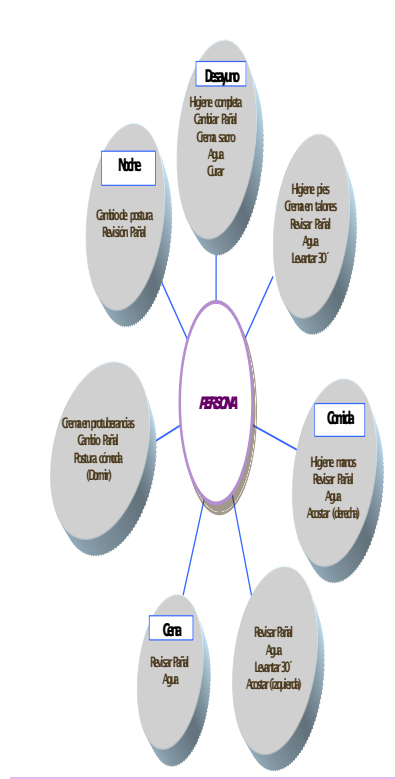 Desayuno
Higiene completa
Cambiar Pañal
Crema sacro
Agua
Curar
Higiene pies
Crema en talones
Revisar Pañal
Agua
Levantar 30´
Comida
Higiene manos
Revisar Pañal
Agua
Acostar (derecha)
Revisar Pañal
Agua
Levantar 30´
Acostar (izquierda)
Cena
Revisar Pañal
Agua
Crema en protuberancias
Cambio Pañal
Postura cómoda
(Dormir)
Noche
Cambio de postura
Revisión Pañal
PERSONA